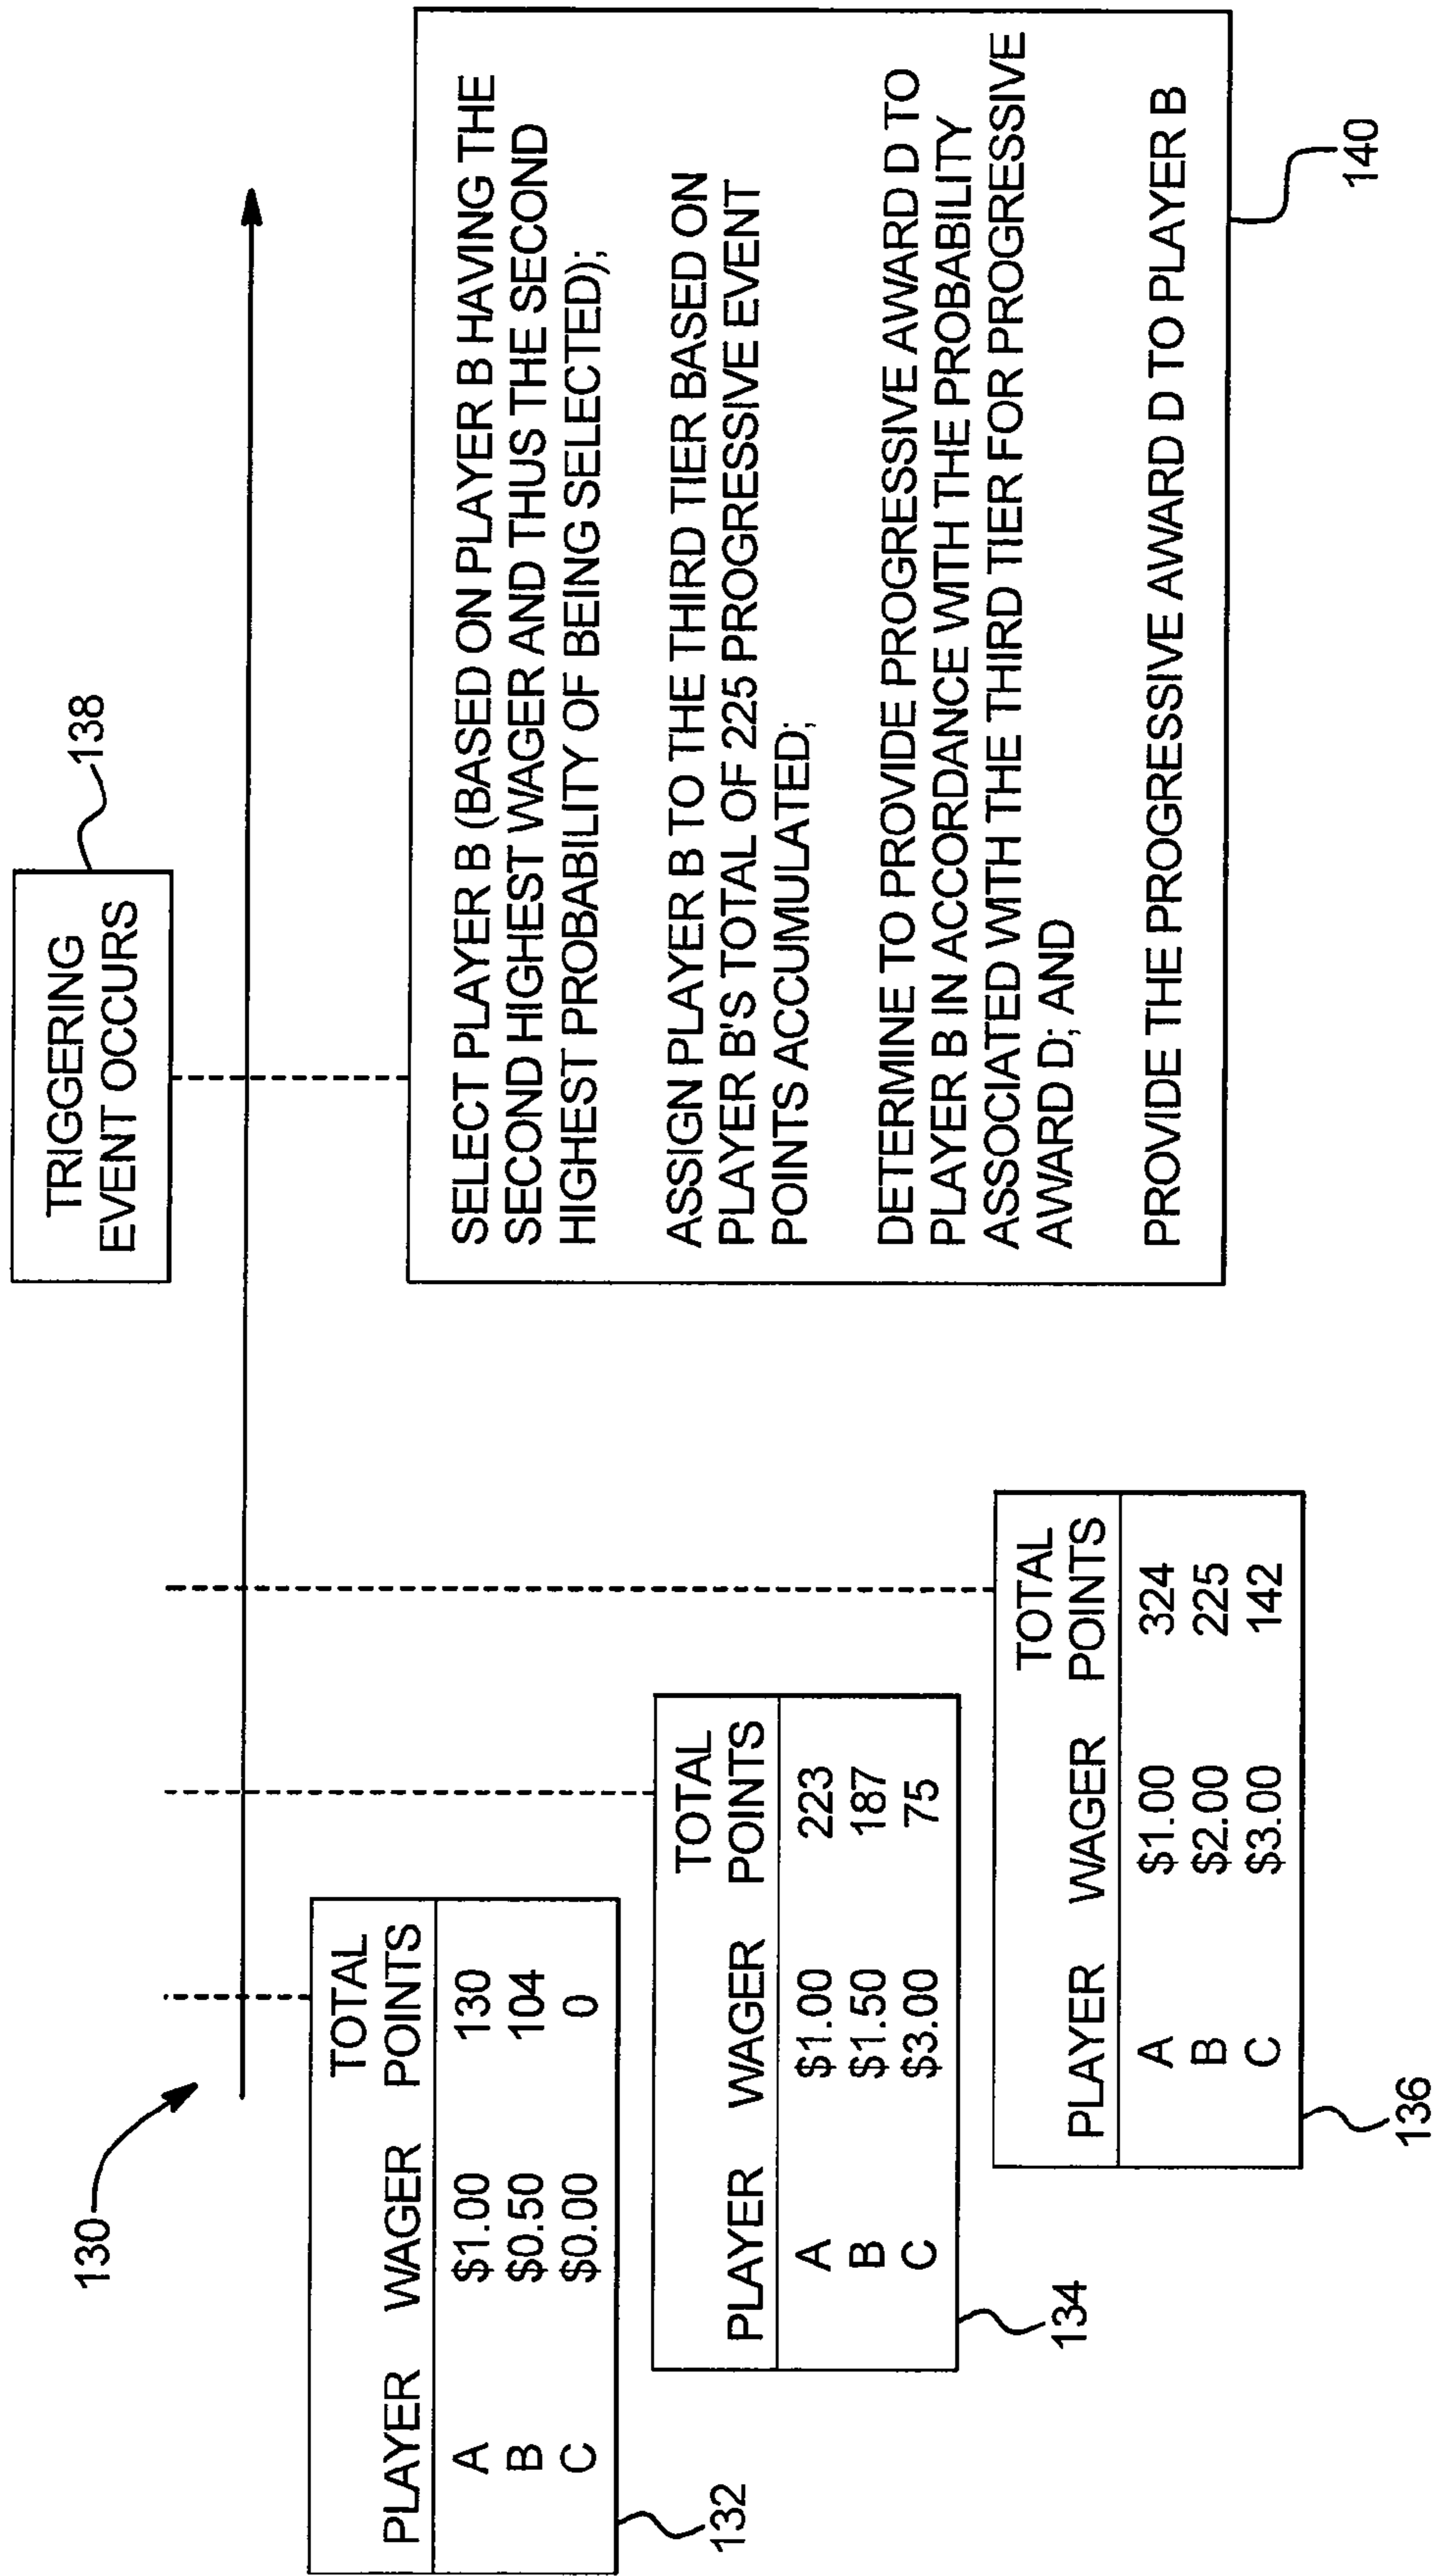 130
TRIGGERING
EVENT OCCURS
138
PLAYER WAGER TOTAL POINTS
A $1.00 130
B $0.50 104
C $0.00 0
132
PLAYER WAGER TOTAL POINTS
A $1.00 223
B $1.50 187
C $3.00 75
134
PLAYER WAGER TOTAL POINTS
A $1.00 324
B $2.00 225
C $3.00 142
136
SELECT PLAYER B (BASED ON PLAYER B HAVING THE
SECOND HIGHEST WAGER AND THUS THE SECOND
HIGHEST PROBABILITY OF BEING SELECTED);
ASSIGN PLAYER B TO THE THIRD TIER BASED ON
PLAYER B'S TOTAL OF 225 PROGRESSIVE EVENT
POINTS ACCUMULATED;
DETERMINE TO PROVIDE PROGRESSIVE AWARD D TO
PLAYER B IN ACCORDANCE WITH THE PROBABILITY
ASSOCIATED WITH THE THIRD TIER FOR PROGRESSIVE
AWARD D; AND
PROVIDE THE PROGRESSIVE AWARD D TO PLAYER B
140